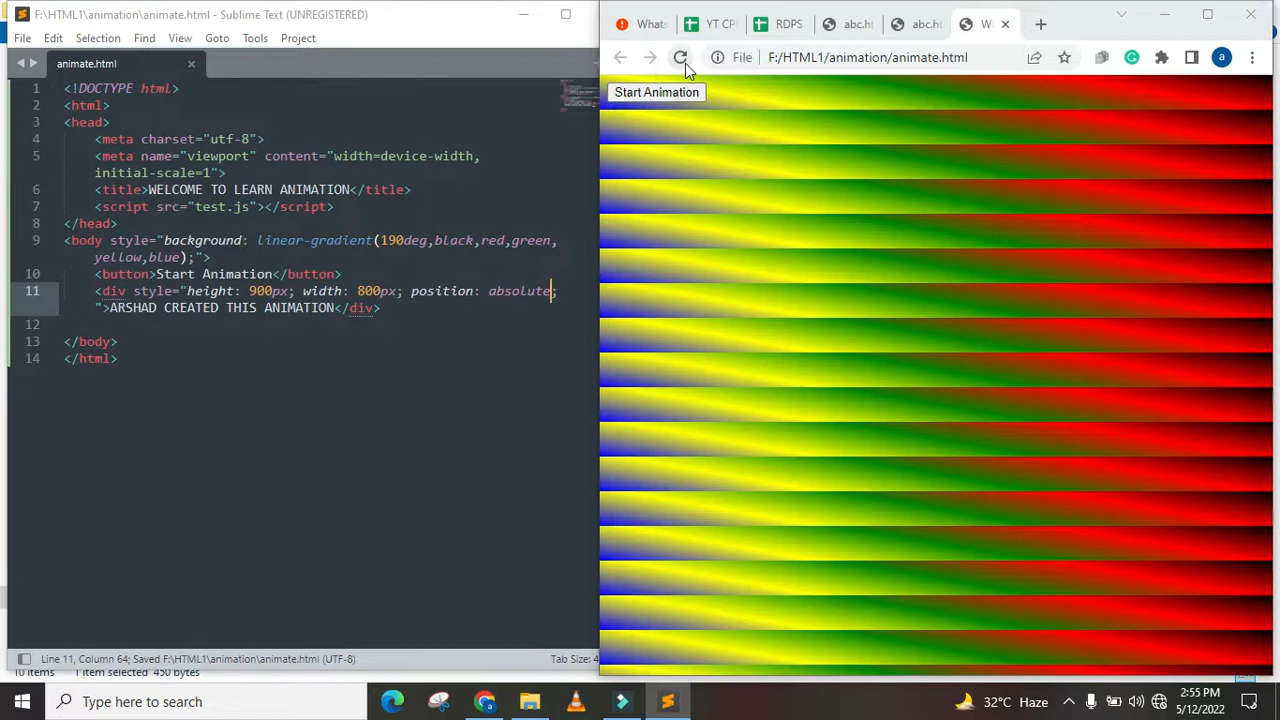 F:\HTML1\animation\animate.html - Sublime Text (UNREGISTERED)
File Edit Selection Find View Goto Tools Project
animate.html
1 <!DOCTYPE html>
2 <html>
3 <head>
4 <meta charset="utf-8">
5 <meta name="viewport" content="width=device-width,
initial-scale=1">
6 <title>WELCOME TO LEARN ANIMATION</title>
7 <script src="test.js"></script>
8 </head>
9 <body style="background: linear-gradient(190deg,black,red,green,
yellow,blue);">
10 <button>Start Animation</button>
11 <div style="height: 900px; width: 800px; position: absolute;
">ARSHAD CREATED THIS ANIMATION</div>
12
13 </body>
14 </html>
Line 11, Column 64; Saved F:\HTML1\animation\animate.html (UTF-8) Tab Size: 4
10 items 1 item selected 450 bytes
Whats YT CP RDPS abc.ht abc.ht W
File F:/HTML1/animation/animate.html a
Start Animation
Type here to search
32°C Haze
2:55 PM
5/12/2022